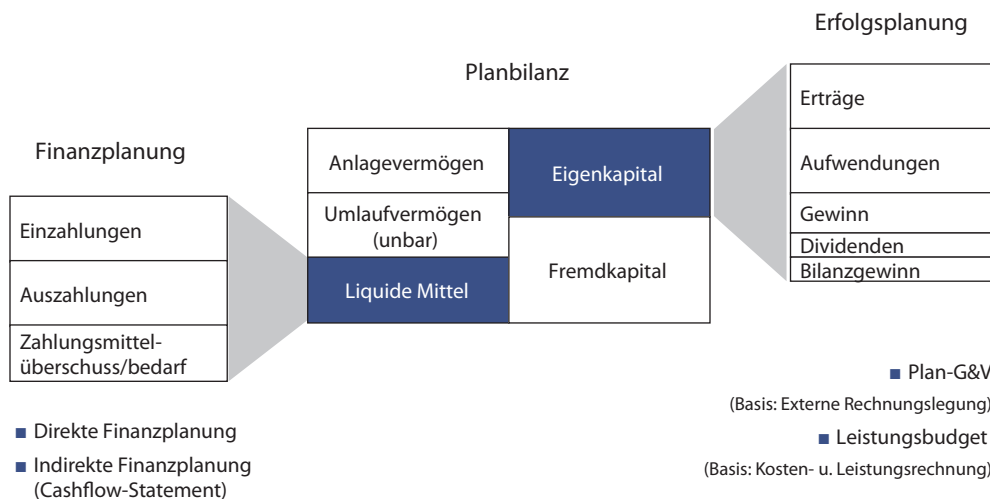 Finanzplanung
Einzahlungen
Auszahlungen
Zahlungsmittel-
überschuss/bedarf
■ Direkte Finanzplanung
■ Indirekte Finanzplanung
(Cashflow-Statement)
Planbilanz
Anlagevermögen
Umlaufvermögen
(unbar)
Liquide Mittel
Eigenkapital
Fremdkapital
Erfolgsplanung
Erträge
Aufwendungen
Gewinn
Dividenden
Bilanzgewinn
■ Plan-G&V
(Basis: Externe Rechnungslegung)
■ Leistungsbudget
(Basis: Kosten- u. Leistungsrechnung)